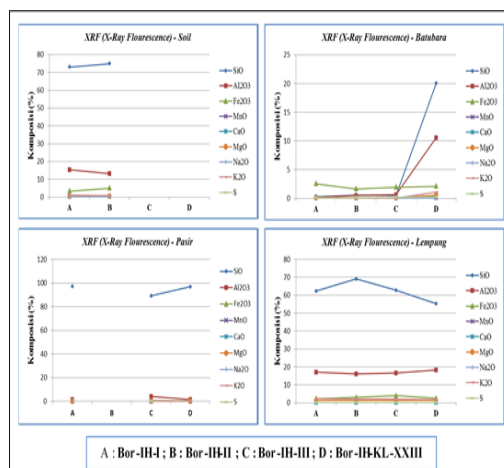 XRF (X-Ray Flourescence) - Soil
Komposisi (%)
80
70
60
50
40
30
20
10
0
A B C D
SiO
Al2O3
Fe2O3
MnO
CaO
MgO
Na2O
K2O
S
XRF (X-Ray Flourescence) - Batubara
Komposisi (%)
25
20
15
10
5
0
A B C D
SiO
Al2O3
Fe2O3
MnO
CaO
MgO
Na2O
K2O
S
XRF (X-Ray Flourescence) - Pasir
Komposisi (%)
120
100
80
60
40
20
0
A B C D
SiO
Al2O3
Fe2O3
MnO
CaO
MgO
Na2O
K2O
S
XRF (X-Ray Flourescence) - Lempung
Komposisi (%)
80
70
60
50
40
30
20
10
0
A B C D
SiO
Al2O3
Fe2O3
MnO
CaO
MgO
Na2O
K2O
S
A : Bor-IH-I ; B : Bor-IH-II ; C : Bor-IH-III ; D : Bor-IH-KL-XXIII